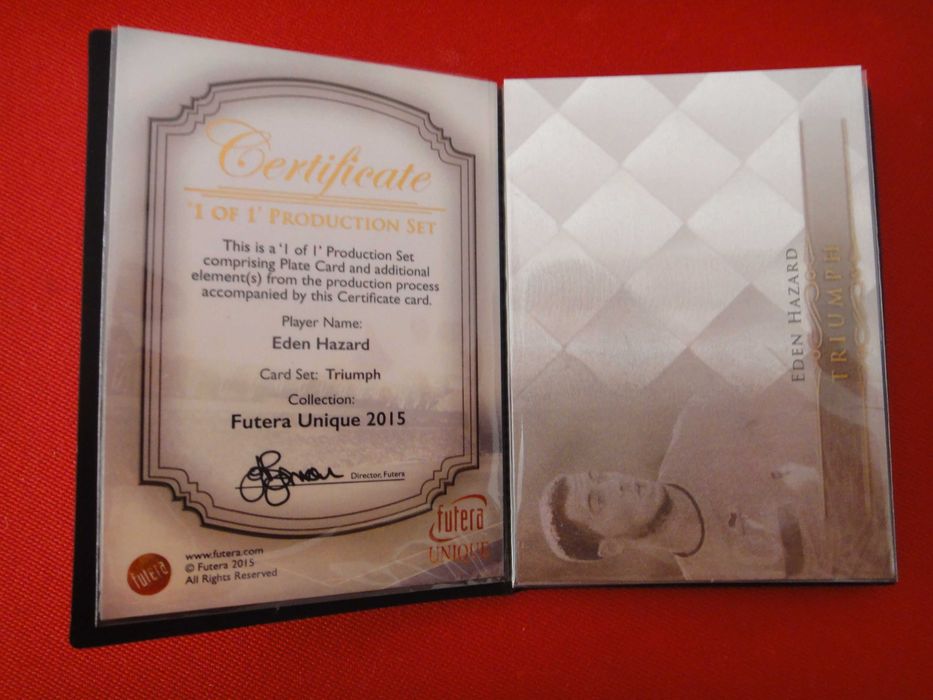 Certificate
'1 OF 1' PRODUCTION SET
This is a '1 of 1' Production Set
comprising Plate Card and additional
element(s) from the production process
accompanied by this Certificate card.
Player Name:
Eden Hazard
Card Set: Triumph
Collection:
Futera Unique 2015
Director, Futera
futera
UNIQUE
futera
www.futera.com
© Futera 2015
All Rights Reserved
EDEN HAZARD
TRIUMPH